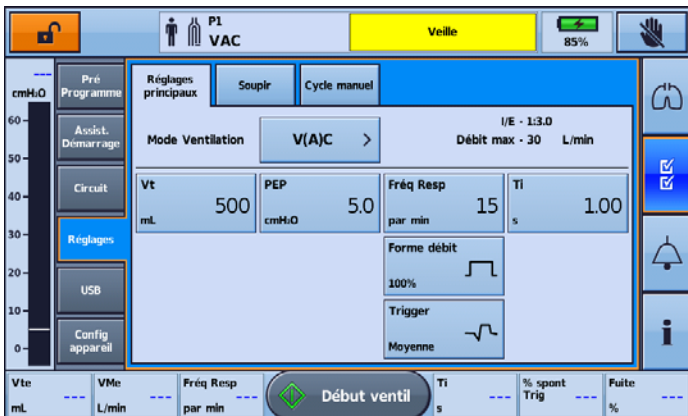 P1
VAC
Veille
85%
cmH₂O
---
60
50
40
30
20
10
0
Pré
Programme
Assist.
Démarrage
Circuit
Réglages
USB
Config
appareil
Réglages
principaux
Soupir
Cycle manuel
Mode Ventilation
V(A)C >
I/E - 1:3.0
Débit max - 30 L/min
Vt
500
mL
PEP
5.0
cmH₂O
Fréq Resp
15
par min
Ti
1.00
s
Forme débit
100%
Trigger
Moyenne
Vte
---
mL
VMe
---
L/min
Fréq Resp
---
par min
Début ventil
Ti
---
s
% spont
Trig
---
Fuite
---
%